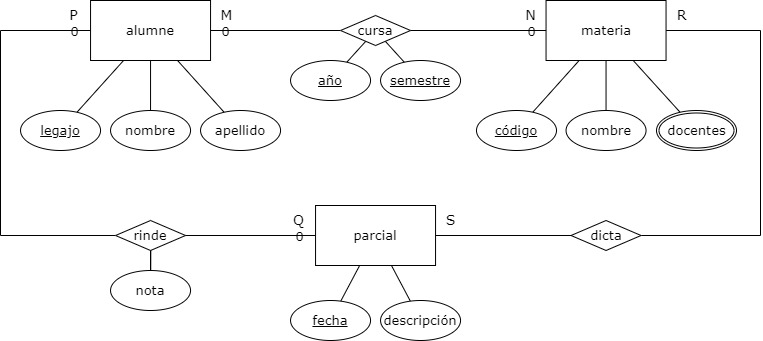 P
M
N
R
alumne
cursa
materia
0
0
0
año
semestre
legajo
nombre
apellido
código
nombre
docentes
Q
S
rinde
0
parcial
dicta
nota
fecha
descripción